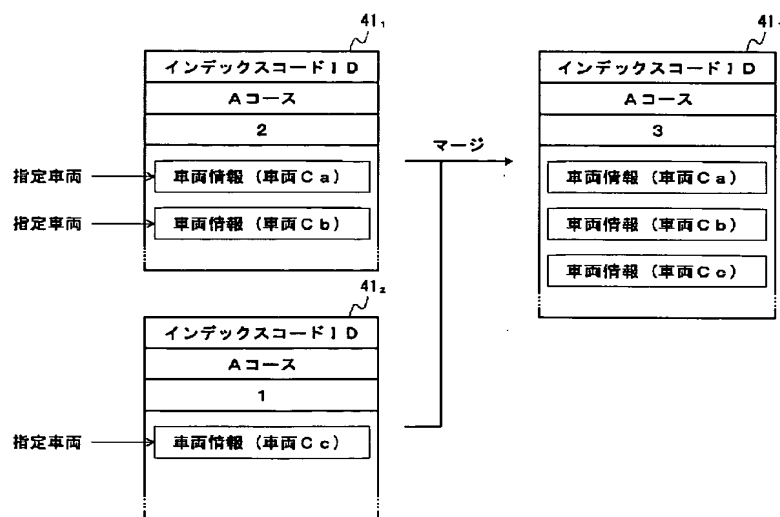 41₁
インデックスコードID
Aコース
2
指定車両
車両情報(車両Ca)
指定車両
車両情報(車両Cb)
41₂
インデックスコードID
Aコース
1
指定車両
車両情報(車両Cc)
マージ
41
インデックスコードID
Aコース
3
車両情報(車両Ca)
車両情報(車両Cb)
車両情報(車両Cc)